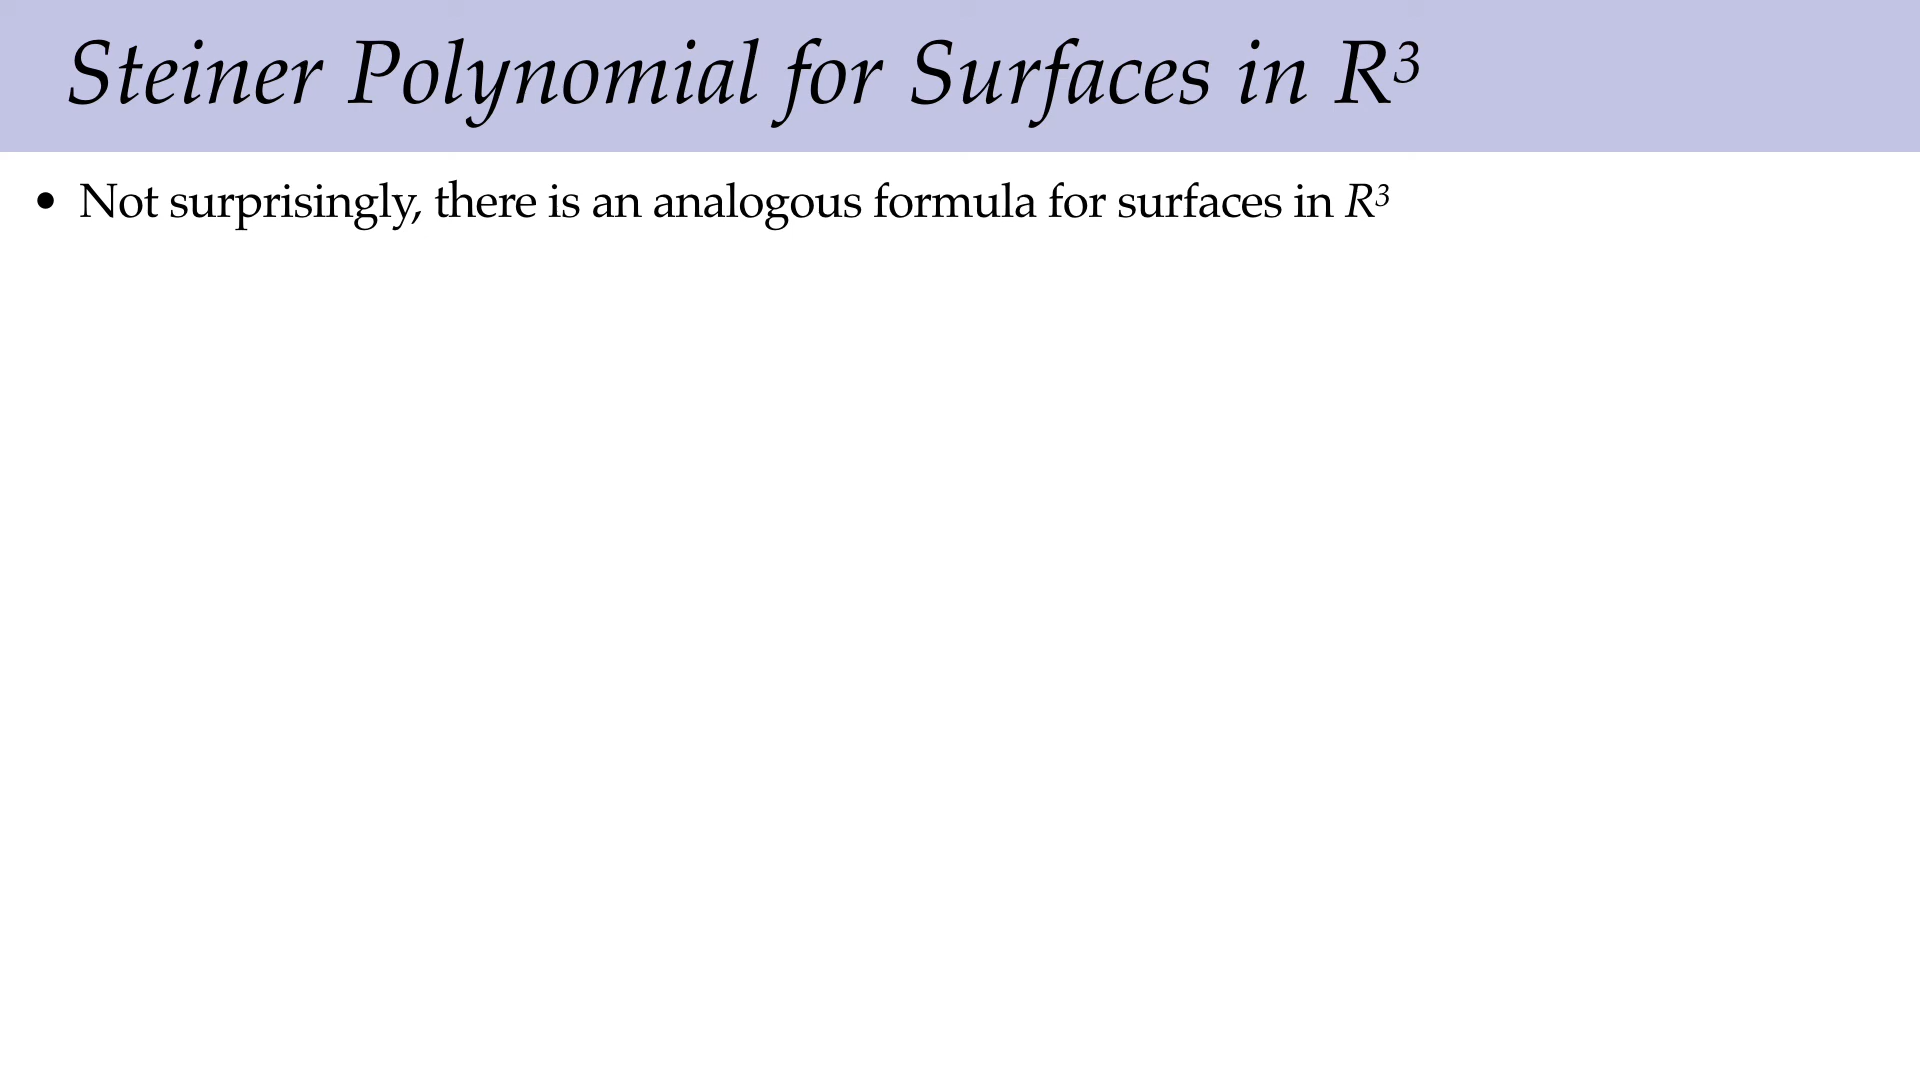 Steiner Polynomial for Surfaces in R³
• Not surprisingly, there is an analogous formula for surfaces in R³